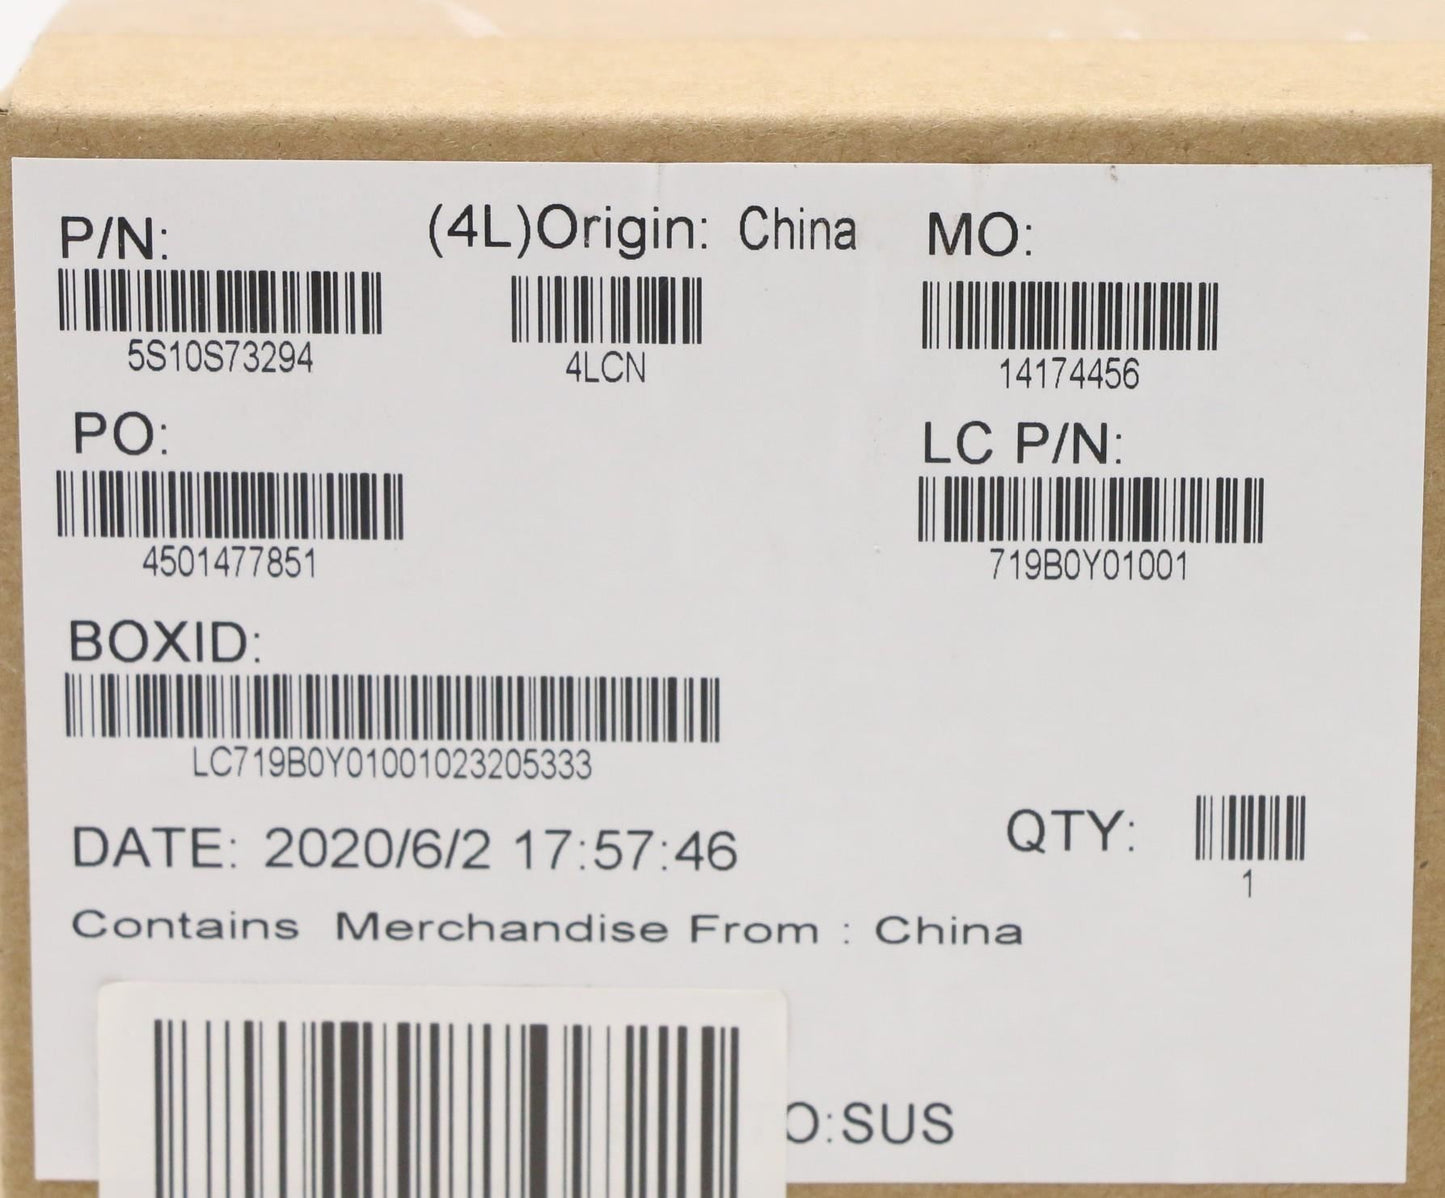 P/N:
5S10S73294
(4L)Origin: China
4LCN
MO:
14174456
PO:
4501477851
LC P/N:
719B0Y01001
BOXID:
LC719B0Y01001023205333
DATE: 2020/6/2 17:57:46
QTY:
1
Contains Merchandise From : China
O:SUS